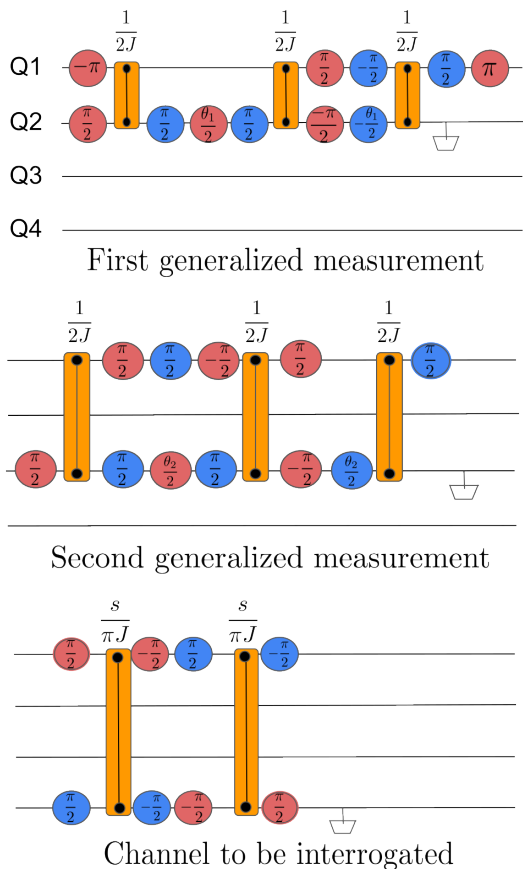 1/2J 1/2J 1/2J
Q1 −π π/2 −π/2 π/2 π
Q2 π/2 π/2 θ₁/2 π/2 −π/2 −θ₁/2
Q3
Q4
First generalized measurement
1/2J 1/2J 1/2J
π/2 π/2 −π/2 π/2 π/2
π/2 π/2 θ₂/2 π/2 −π/2 θ₂/2
Second generalized measurement
s/πJ s/πJ
π/2 −π/2 π/2 −π/2
π/2 −π/2 −π/2 π/2
Channel to be interrogated